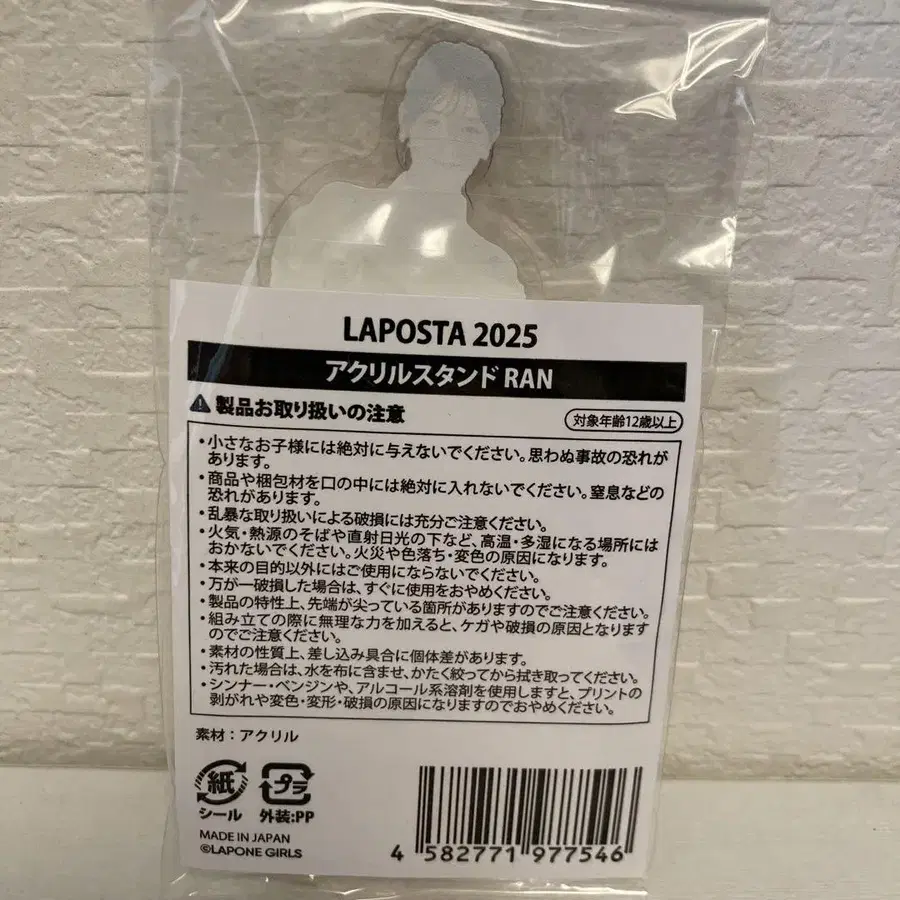 LAPOSTA 2025
アクリルスタンド RAN
製品お取り扱いの注意
対象年齢12歳以上
・小さなお子様には絶対に与えないでください。思わぬ事故の恐れが
あります。
・商品や梱包材を口の中には絶対に入れないでください。窒息などの
恐れがあります。
・乱暴な取り扱いによる破損には充分ご注意ください。
・火気・熱源のそばや直射日光の下など、高温・多湿になる場所には
おかないでください。火災や色落ち・変色の原因になります。
・本来の目的以外にはご使用にならないでください。
・万が一破損した場合は、すぐに使用をおやめください。
・製品の特性上、先端が尖っている箇所がありますのでご注意ください。
・組み立ての際に無理な力を加えると、ケガや破損の原因となります
のでご注意ください。
・素材の性質上、差し込み具合に個体差があります。
・汚れた場合は、水を布に含ませ、かたく絞ってから拭き取ってください。
・シンナー・ベンジンや、アルコール系溶剤を使用しますと、プリントの
剥がれや変色・変形・破損の原因になりますのでおやめください。
素材：アクリル
紙
プラ
シール
外装:PP
MADE IN JAPAN
©LAPONE GIRLS
4 582771 977546